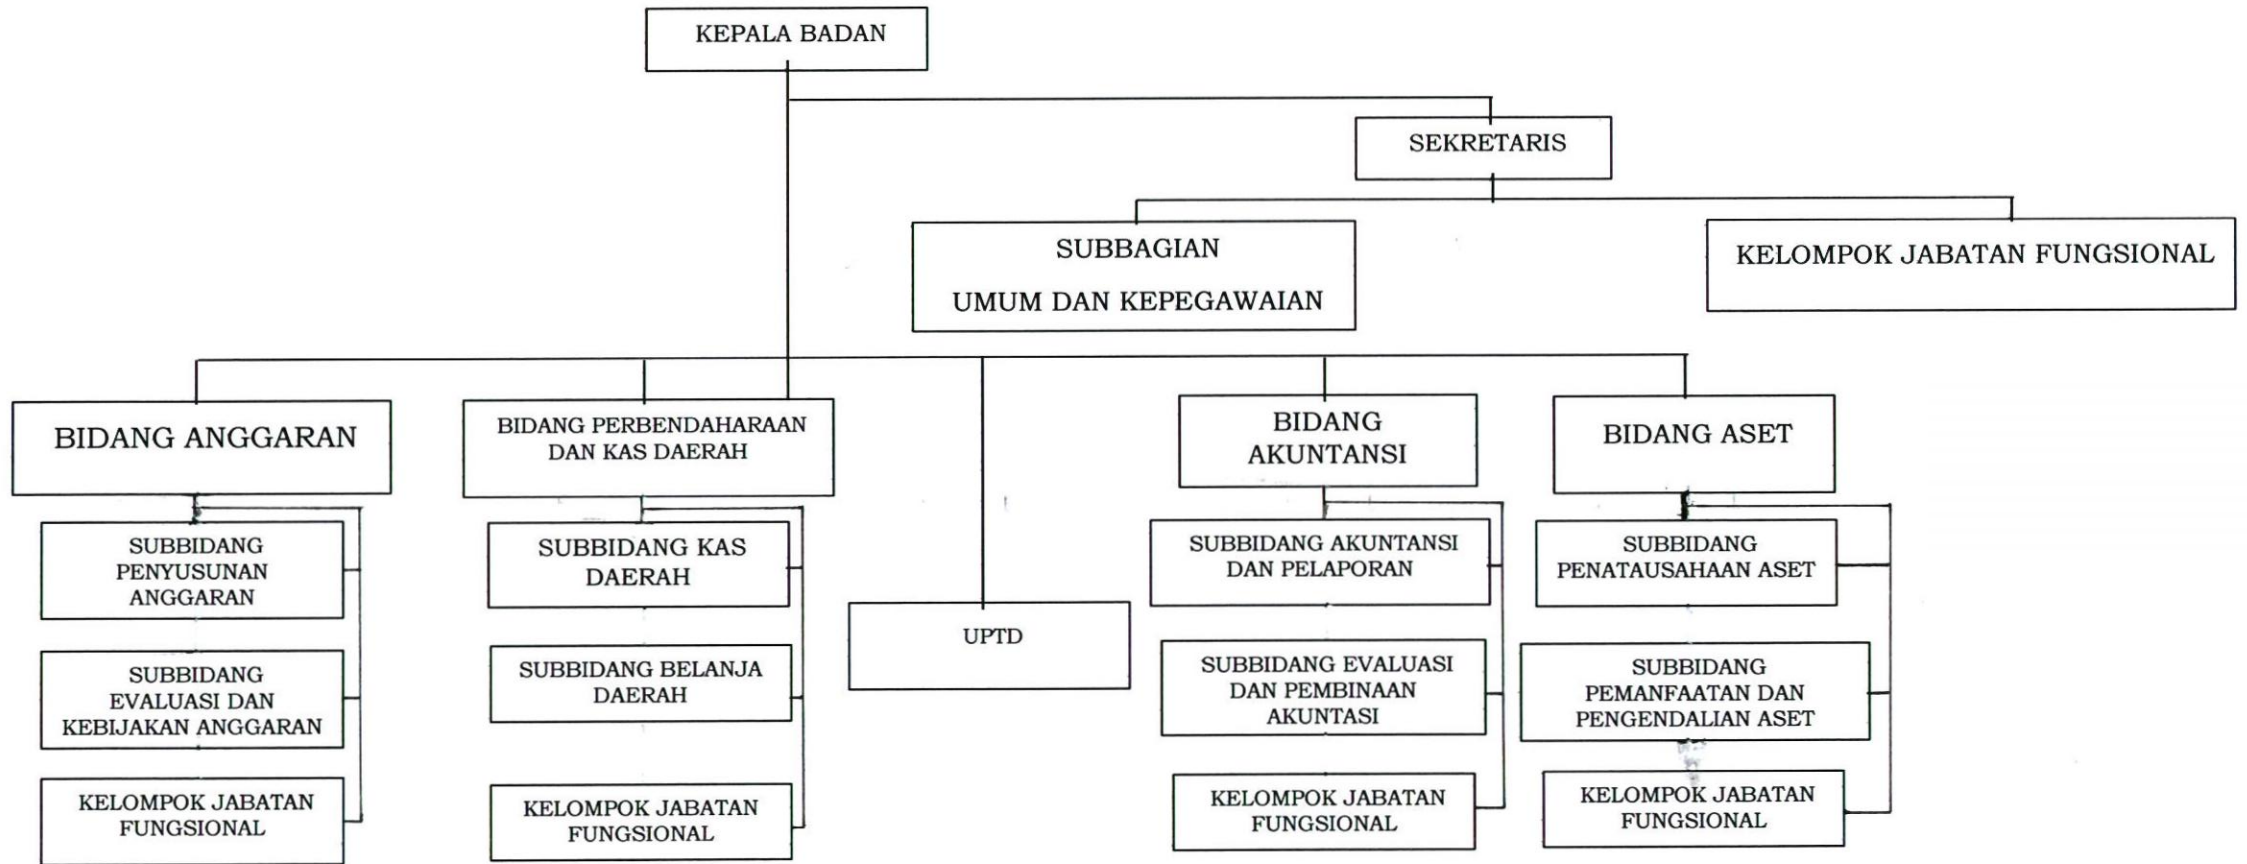 KEPALA BADAN
SEKRETARIS
SUBBAGIAN
UMUM DAN KEPEGAWAIAN
KELOMPOK JABATAN FUNGSIONAL
BIDANG ANGGARAN
BIDANG PERBENDAHARAAN
DAN KAS DAERAH
BIDANG
AKUNTANSI
BIDANG ASET
SUBBIDANG
PENYUSUNAN
ANGGARAN
SUBBIDANG
EVALUASI DAN
KEBIJAKAN ANGGARAN
KELOMPOK JABATAN
FUNGSIONAL
SUBBIDANG KAS
DAERAH
SUBBIDANG BELANJA
DAERAH
KELOMPOK JABATAN
FUNGSIONAL
UPTD
SUBBIDANG AKUNTANSI
DAN PELAPORAN
SUBBIDANG EVALUASI
DAN PEMBINAAN
AKUNTASI
KELOMPOK JABATAN
FUNGSIONAL
SUBBIDANG
PENATAUSAHAAN ASET
SUBBIDANG
PEMANFAATAN DAN
PENGENDALIAN ASET
KELOMPOK JABATAN
FUNGSIONAL